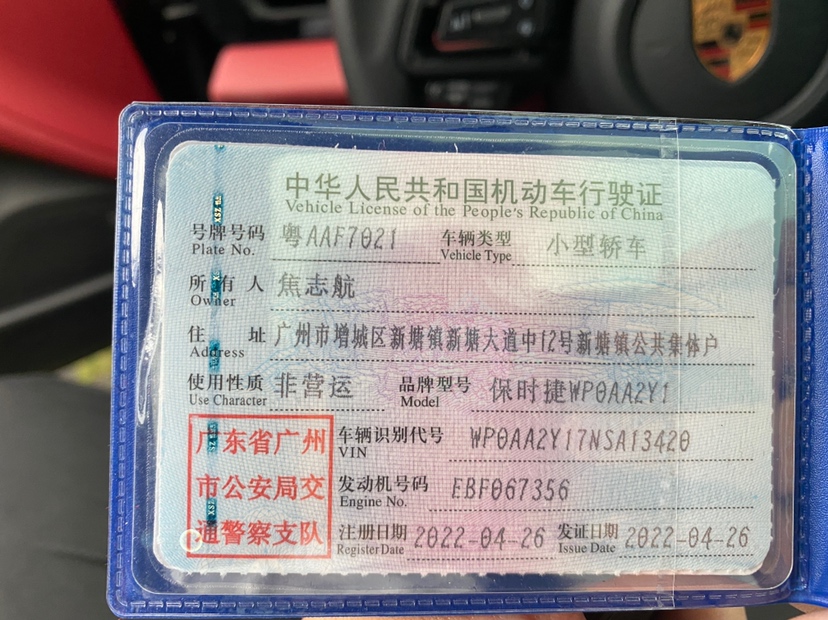 中华人民共和国机动车行驶证
Vehicle License of the People's Republic of China
号牌号码 粤AAF7021 车辆类型 小型轿车
Plate No. Vehicle Type
所有人 焦志航
Owner
住址 广州市增城区新塘镇新塘大道中12号新塘镇公共集体户
Address
使用性质 非营运 品牌型号 保时捷WP0AA2Y1
Use Character Model
广东省广州
市公安局交
通警察支队
车辆识别代号 WP0AA2Y17NSA13420
VIN
发动机号码 EBF067356
Engine No.
注册日期 2022-04-26 发证日期 2022-04-26
Register Date Issue Date